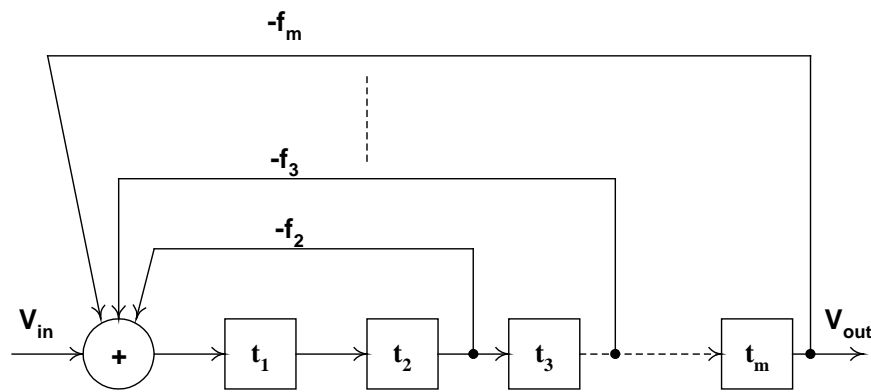 -fₘ
-f₃
-f₂
Vᵢₙ
+
t₁
t₂
t₃
tₘ
Vₒᵤₜ